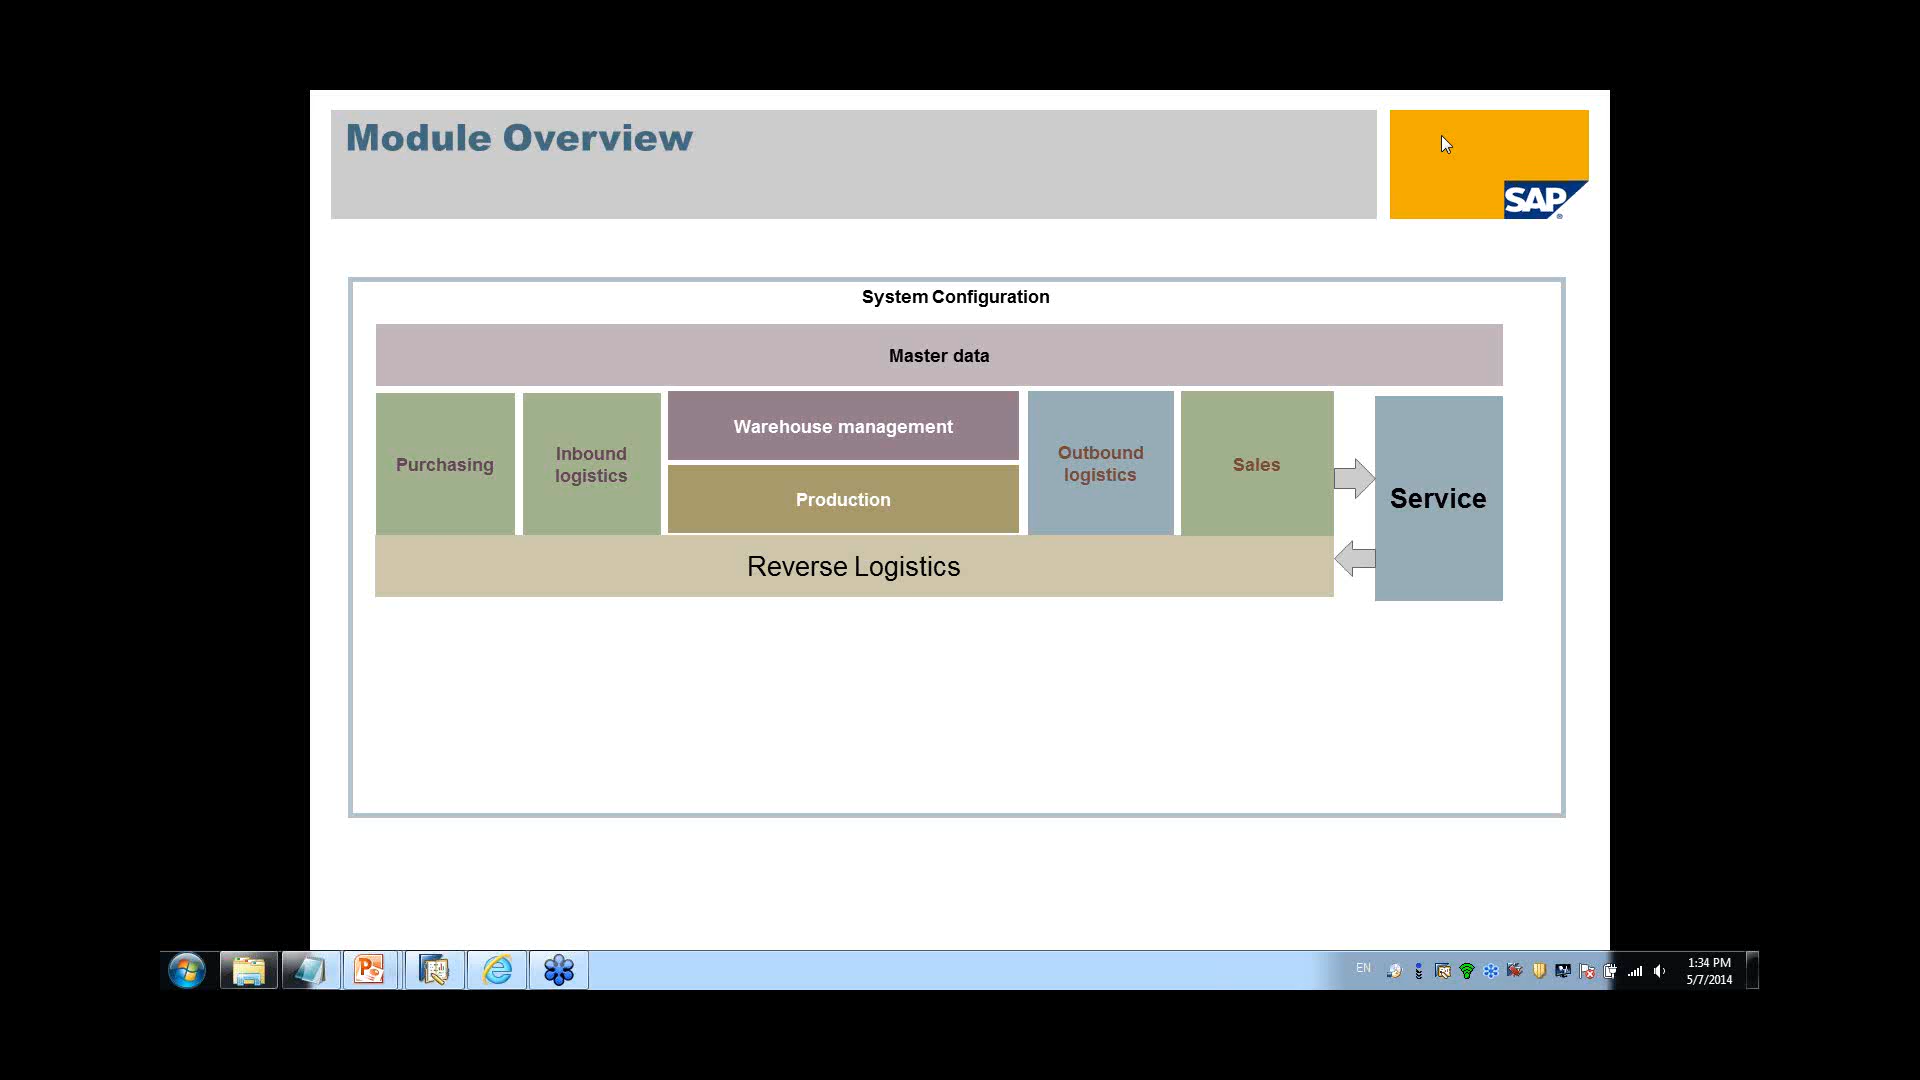 Module Overview
SAP
®
System Configuration
Master data
Purchasing
Inbound
logistics
Warehouse management
Production
Outbound
logistics
Sales
Service
Reverse Logistics
EN
1:34 PM
5/7/2014